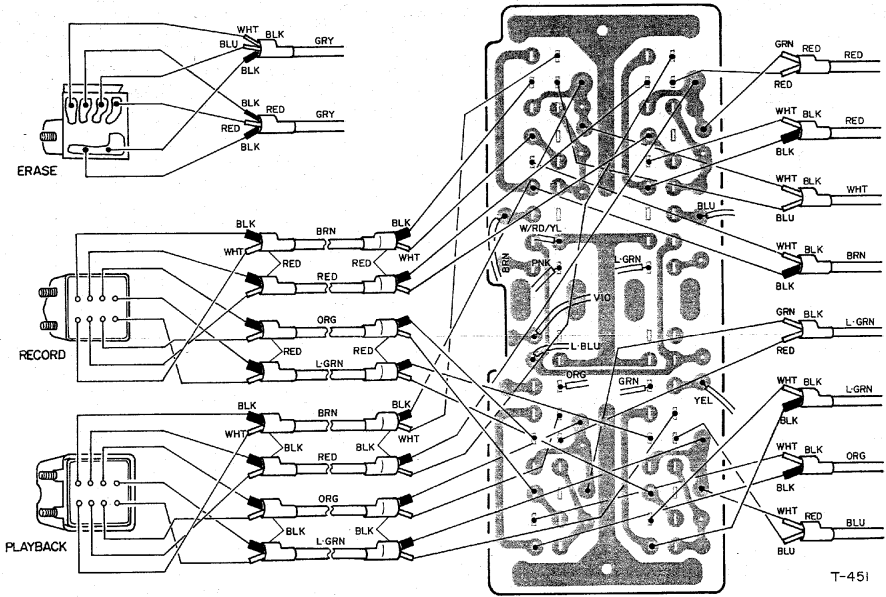 WHT
BLK
GRY
BLU
BLK
BLK
RED
GRY
RED
BLK
ERASE
BLK
BRN
BLK
WHT
RED
RED
WHT
RED
ORG
RED
RED
L·GRN
RECORD
BLK
BRN
BLK
WHT
BLK
BLK
WHT
RED
ORG
BLK
BLK
L·GRN
PLAYBACK
BLU
W/RD/YL
BRN
PNK
L·GRN
VIO
L·BLU
ORG
GRN
YEL
GRN
RED
RED
RED
WHT
BLK
RED
BLK
WHT
BLK
WHT
BLU
WHT
BLK
BRN
BLK
GRN
BLK
L·GRN
RED
WHT
BLK
L·GRN
BLK
WHT
BLK
ORG
BLK
WHT
RED
BLU
BLU
T-451